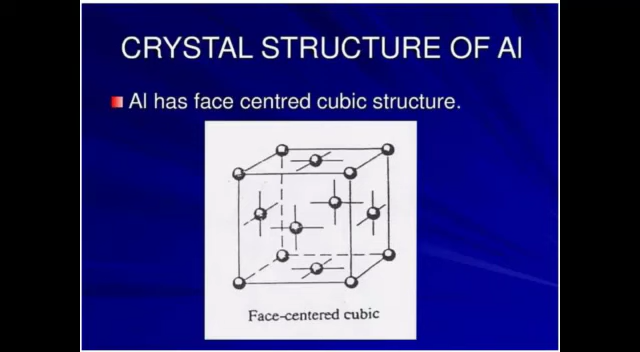 CRYSTAL STRUCTURE OF Al
Al has face centred cubic structure.
Face-centered cubic